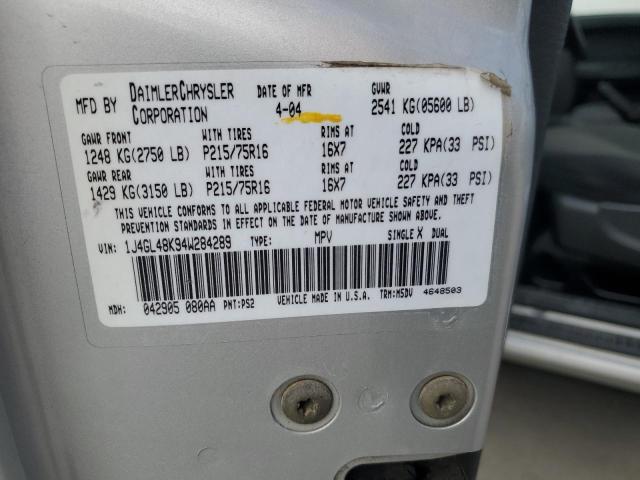 MFD BY DAIMLERCHRYSLER CORPORATION DATE OF MFR 4-04 GVWR 2541 KG(05600 LB)
GAWR FRONT WITH TIRES RIMS AT COLD
1248 KG(2750 LB) P215/75R16 16X7 227 KPA(33 PSI)
GAWR REAR WITH TIRES RIMS AT COLD
1429 KG(3150 LB) P215/75R16 16X7 227 KPA(33 PSI)
THIS VEHICLE CONFORMS TO ALL APPLICABLE FEDERAL MOTOR VEHICLE SAFETY AND THEFT
PREVENTION STANDARDS IN EFFECT ON THE DATE OF MANUFACTURE SHOWN ABOVE.
VIN: 1J4GL48K94W284289 TYPE: MPV SINGLE X DUAL
MDH: 042905 080AA PNT:PS2 VEHICLE MADE IN U.S.A. TRM:M5DV 4648503